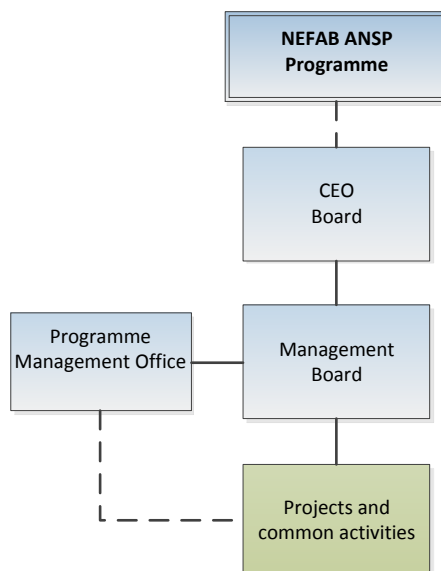 NEFAB ANSP
Programme
CEO
Board
Programme
Management Office
Management
Board
Projects and
common activities